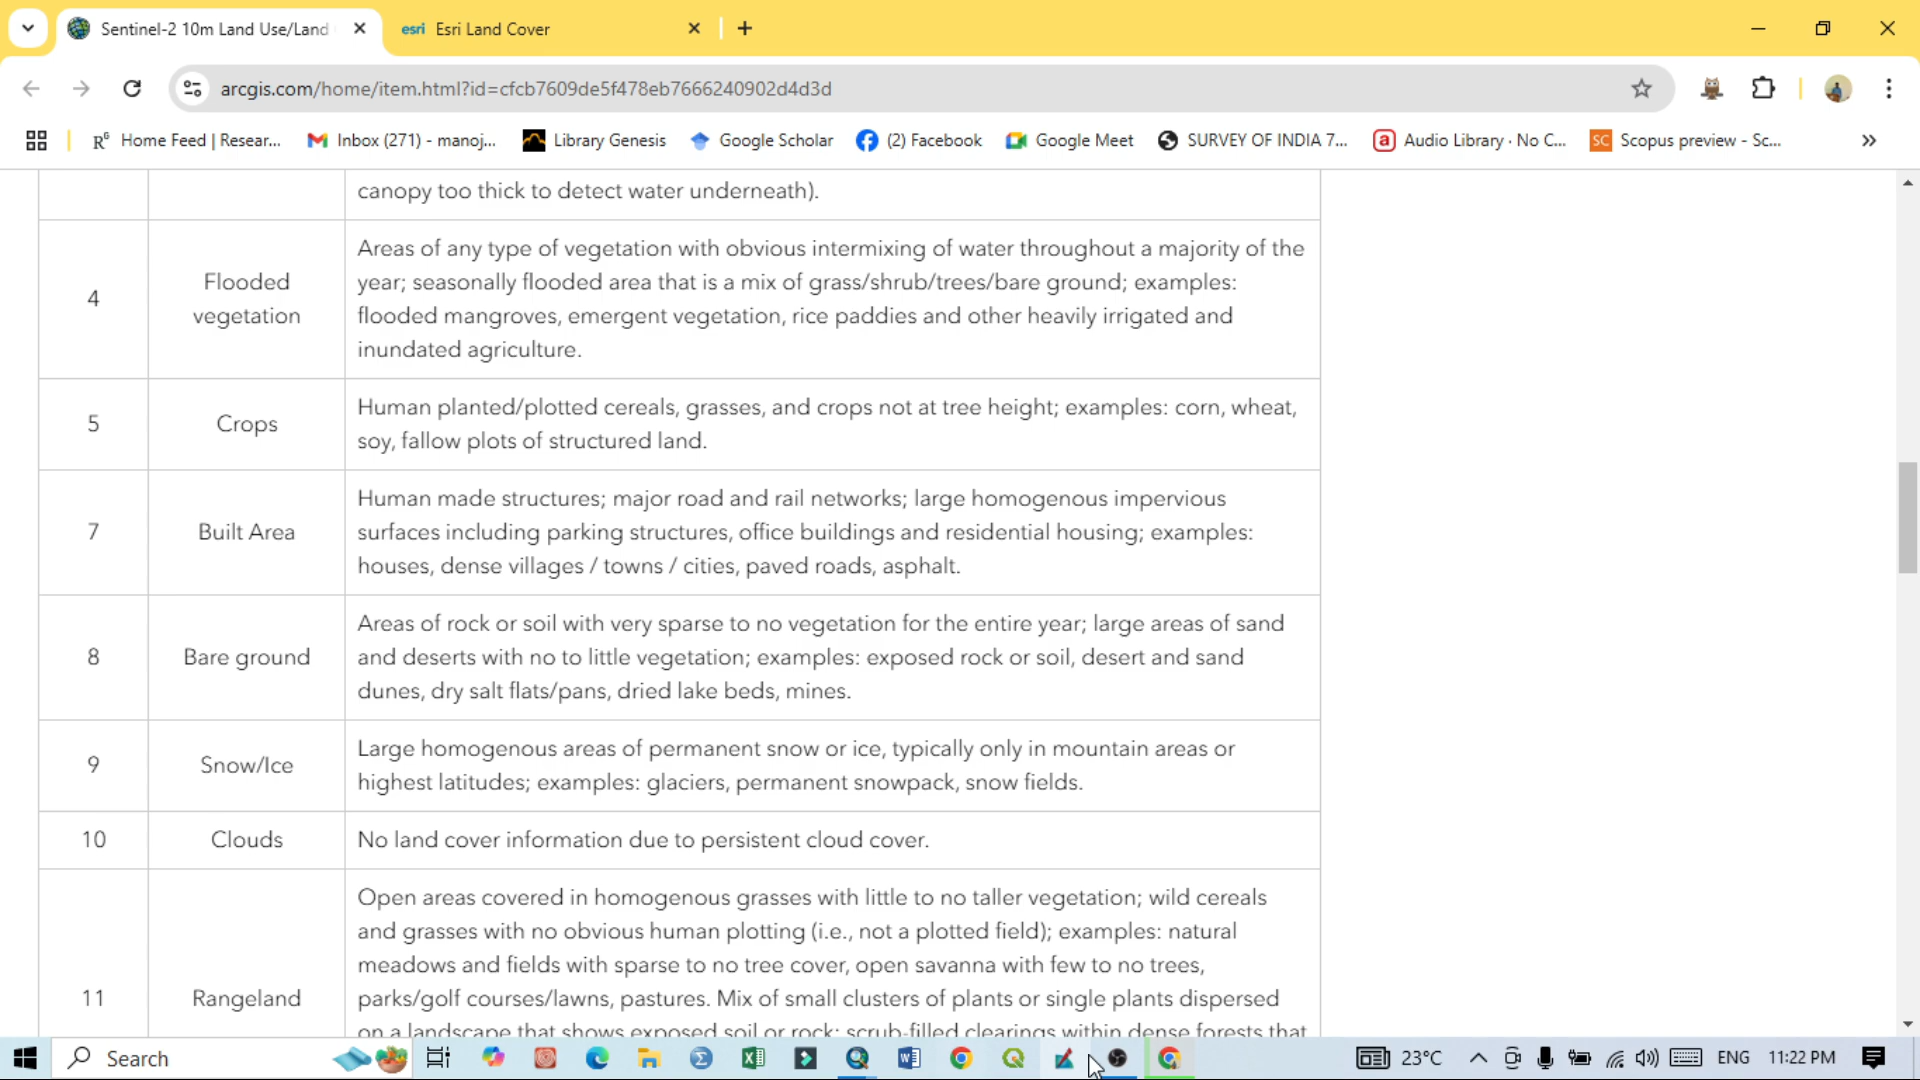 Sentinel-2 10m Land Use/Land
esri Esri Land Cover
arcgis.com/home/item.html?id=cfcb7609de5f478eb7666240902d4d3d
Home Feed | Resear...
Inbox (271) - manoj...
Library Genesis
Google Scholar
(2) Facebook
Google Meet
SURVEY OF INDIA 7...
Audio Library · No C...
Scopus preview - Sc...
canopy too thick to detect water underneath).
4
Flooded
vegetation
Areas of any type of vegetation with obvious intermixing of water throughout a majority of the
year; seasonally flooded area that is a mix of grass/shrub/trees/bare ground; examples:
flooded mangroves, emergent vegetation, rice paddies and other heavily irrigated and
inundated agriculture.
5
Crops
Human planted/plotted cereals, grasses, and crops not at tree height; examples: corn, wheat,
soy, fallow plots of structured land.
7
Built Area
Human made structures; major road and rail networks; large homogenous impervious
surfaces including parking structures, office buildings and residential housing; examples:
houses, dense villages / towns / cities, paved roads, asphalt.
8
Bare ground
Areas of rock or soil with very sparse to no vegetation for the entire year; large areas of sand
and deserts with no to little vegetation; examples: exposed rock or soil, desert and sand
dunes, dry salt flats/pans, dried lake beds, mines.
9
Snow/Ice
Large homogenous areas of permanent snow or ice, typically only in mountain areas or
highest latitudes; examples: glaciers, permanent snowpack, snow fields.
10
Clouds
No land cover information due to persistent cloud cover.
11
Rangeland
Open areas covered in homogenous grasses with little to no taller vegetation; wild cereals
and grasses with no obvious human plotting (i.e., not a plotted field); examples: natural
meadows and fields with sparse to no tree cover, open savanna with few to no trees,
parks/golf courses/lawns, pastures. Mix of small clusters of plants or single plants dispersed
on a landscape that shows exposed soil or rock; scrub-filled clearings within dense forests that
Search
23°C
ENG
11:22 PM